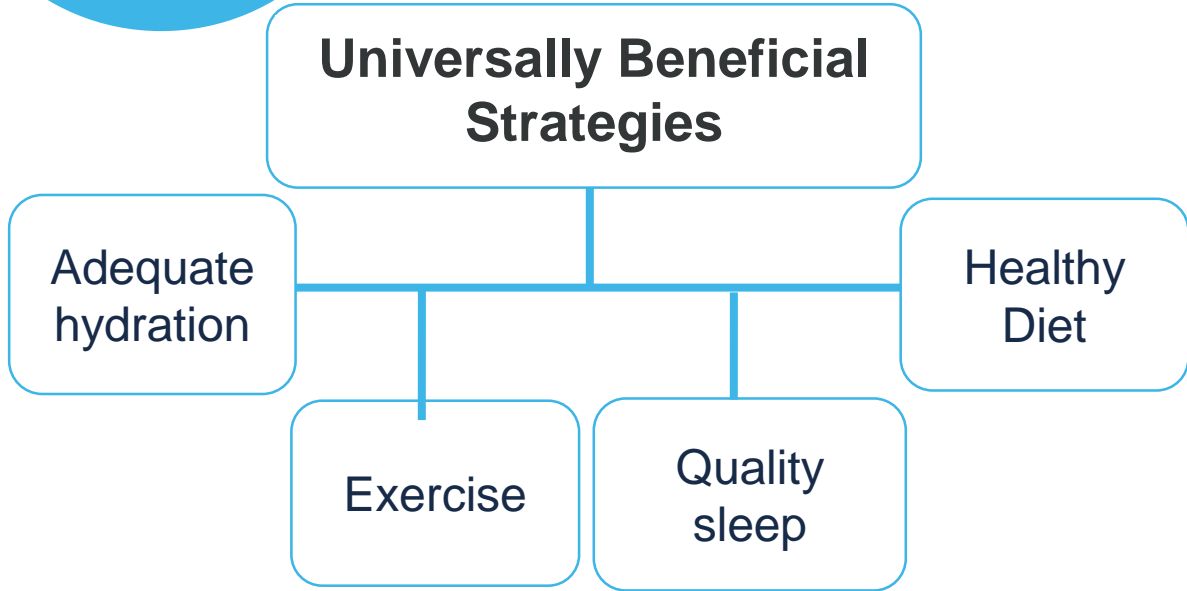 Universally Beneficial
Strategies
Adequate
hydration
Healthy
Diet
Exercise
Quality
sleep